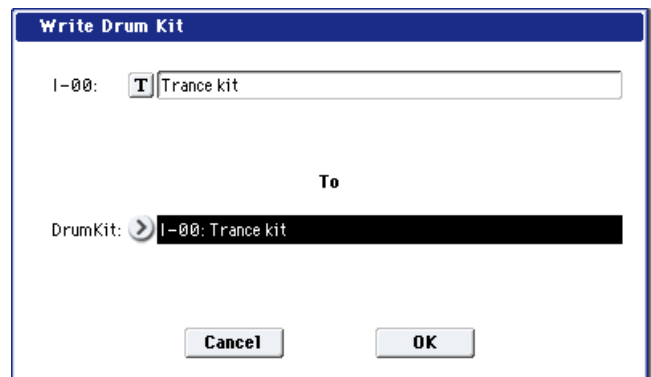 Write Drum Kit
I-00: T Trance kit
To
DrumKit: I-00: Trance kit
Cancel OK